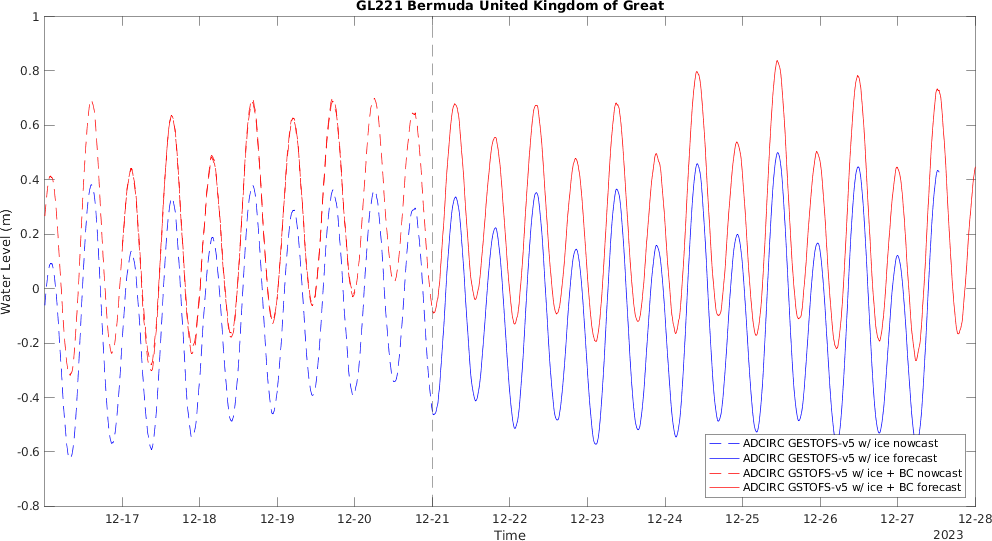 GL221 Bermuda United Kingdom of Great
Water Level (m)
1
0.8
0.6
0.4
0.2
0
-0.2
-0.4
-0.6
-0.8
ADCIRC GESTOFS-v5 w/ ice nowcast
ADCIRC GESTOFS-v5 w/ ice forecast
ADCIRC GSTOFS-v5 w/ ice + BC nowcast
ADCIRC GSTOFS-v5 w/ ice + BC forecast
12-17 12-18 12-19 12-20 12-21 12-22 12-23 12-24 12-25 12-26 12-27 12-28
Time
2023